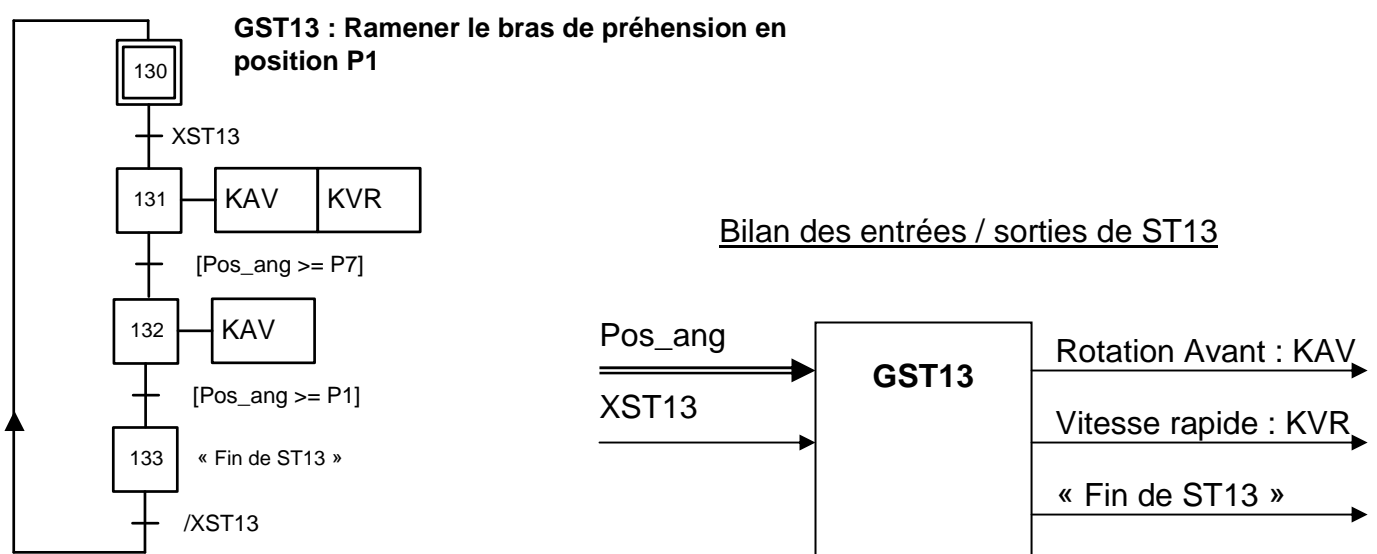 GST13 : Ramener le bras de préhension en
position P1
130
XST13
131
KAV
KVR
[Pos_ang >= P7]
132
KAV
[Pos_ang >= P1]
133
« Fin de ST13 »
/XST13
Bilan des entrées / sorties de ST13
Pos_ang
XST13
GST13
Rotation Avant : KAV
Vitesse rapide : KVR
« Fin de ST13 »